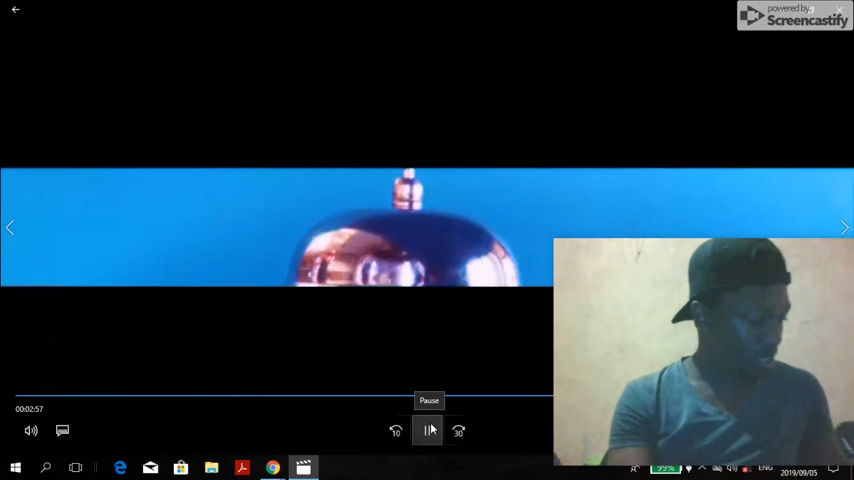 powered by
Screencastify
Pause
00:02:57
10
30
99%
ENG
2019/09/05